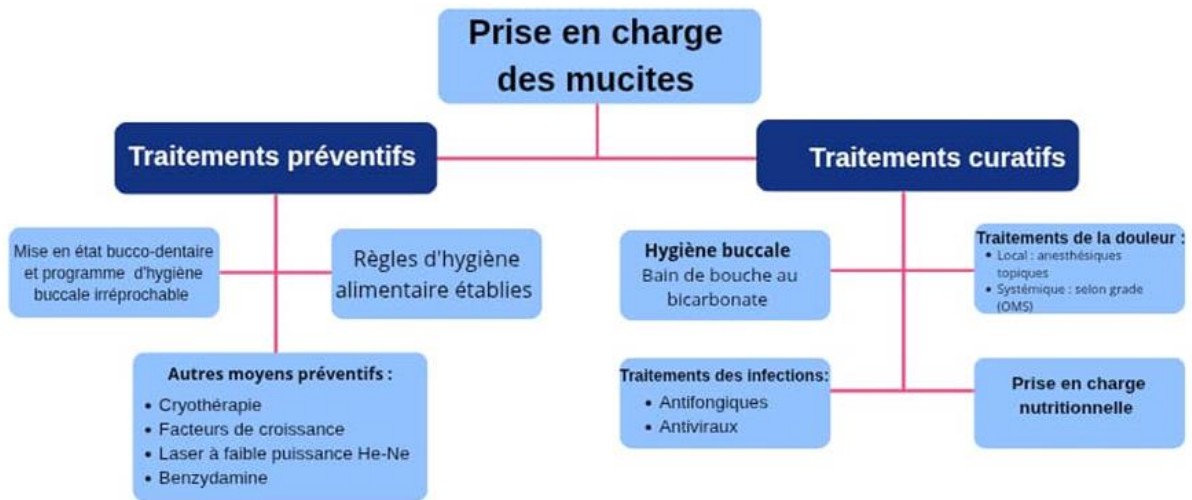 Prise en charge
des mucites
Traitements préventifs
Traitements curatifs
Mise en état bucco-dentaire
et programme d'hygiène
buccale irréprochable
Règles d'hygiène
alimentaire établies
Autres moyens préventifs :
• Cryothérapie
• Facteurs de croissance
• Laser à faible puissance He-Ne
• Benzydamine
Hygiène buccale
Bain de bouche au
bicarbonate
Traitements de la douleur :
• Local : anesthésiques
topiques
• Systémique : selon grade
(OMS)
Traitements des infections:
• Antifongiques
• Antiviraux
Prise en charge
nutritionnelle